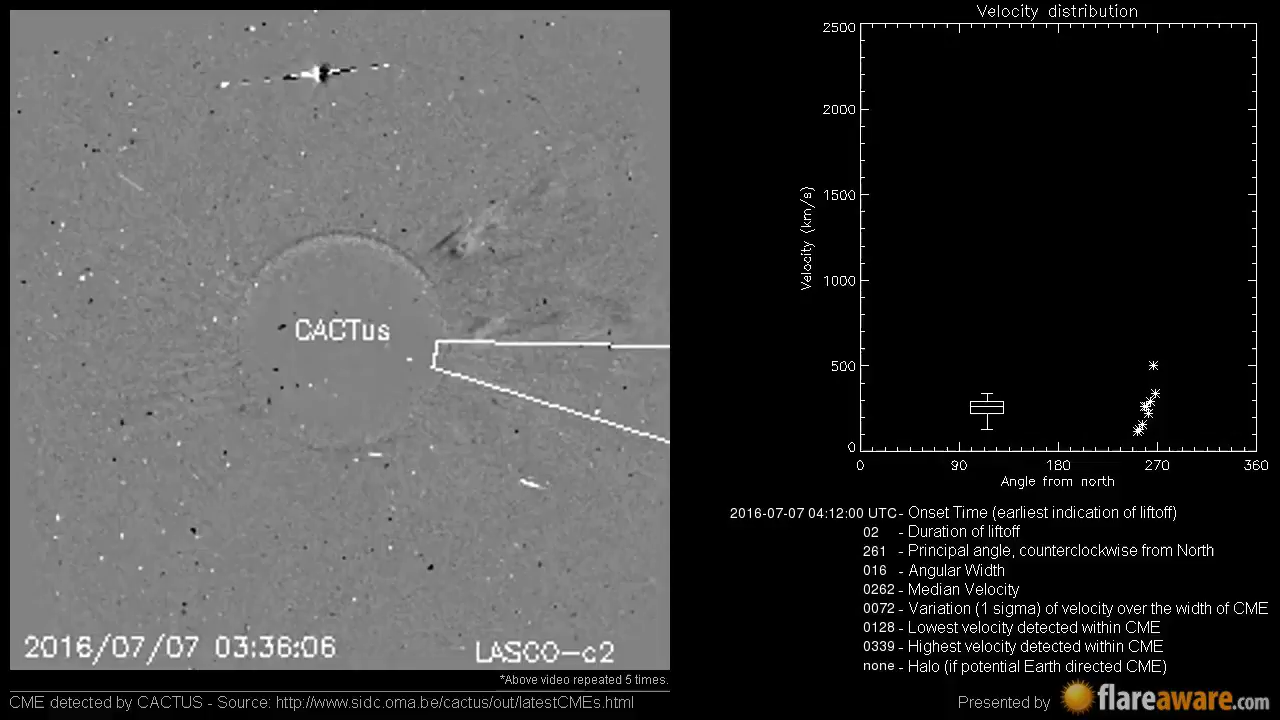 CACTus
2016/07/07 03:36:06
LASCO-c2
*Above video repeated 5 times.
CME detected by CACTUS - Source: http://www.sidc.oma.be/cactus/out/latestCMEs.html
Velocity distribution
Velocity (km/s)
2500
2000
1500
1000
500
0
0 90 180 270 360
Angle from north
2016-07-07 04:12:00 UTC - Onset Time (earliest indication of liftoff)
02 - Duration of liftoff
261 - Principal angle, counterclockwise from North
016 - Angular Width
0262 - Median Velocity
0072 - Variation (1 sigma) of velocity over the width of CME
0128 - Lowest velocity detected within CME
0339 - Highest velocity detected within CME
none - Halo (if potential Earth directed CME)
Presented by flareaware.com